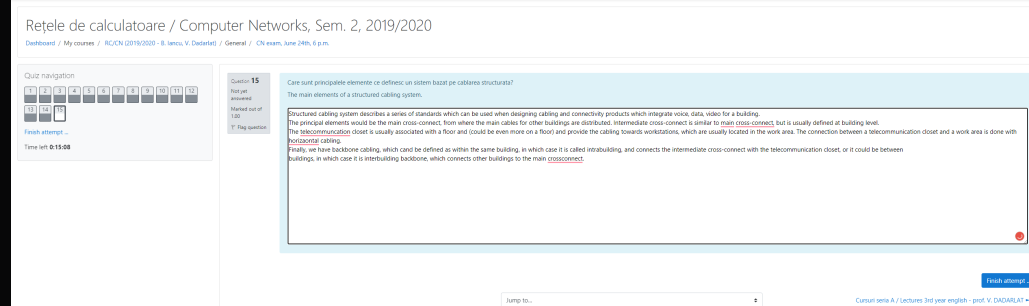 Rețele de calculatoare / Computer Networks, Sem. 2, 2019/2020
Dashboard / My courses / RC/CN (2019/2020 - B. Iancu, V. Dadarlat) / General / CN exam, June 24th, 6 p.m.
Quiz navigation
1 2 3 4 5 6 7 8 9 10 11 12
13 14 15
Finish attempt ...
Time left 0:15:08
Question 15
Not yet
answered
Marked out of
1.00
Flag question
Care sunt principalele elemente ce definesc un sistem bazat pe cablarea structurata?
The main elements of a structured cabling system.
Structured cabling system describes a series of standards which can be used when designing cabling and connectivity products which integrate voice, data, video for a building.
The principal elements would be the main cross-connect, from where the main cables for other buildings are distributed. Intermediate cross-connect is similar to main cross-connect, but is usually defined at building level.
The telecommuncation closet is usually associated with a floor and (could be even more on a floor) and provide the cabling towards workstations, which are usually located in the work area. The connection between a telecommunication closet and a work area is done with
horizaontal cabling.
Finally, we have backbone cabling, which cand be defined as within the same building, in which case it is called intrabuilding, and connects the intermediate cross-connect with the telecommunication closet, or it could be between
buildings, in which case it is interbuilding backbone, which connects other buildings to the main crossconnect.
Finish attempt ...
Jump to...
Cursuri seria A / Lectures 3rd year english - prof. V. DADARLAT